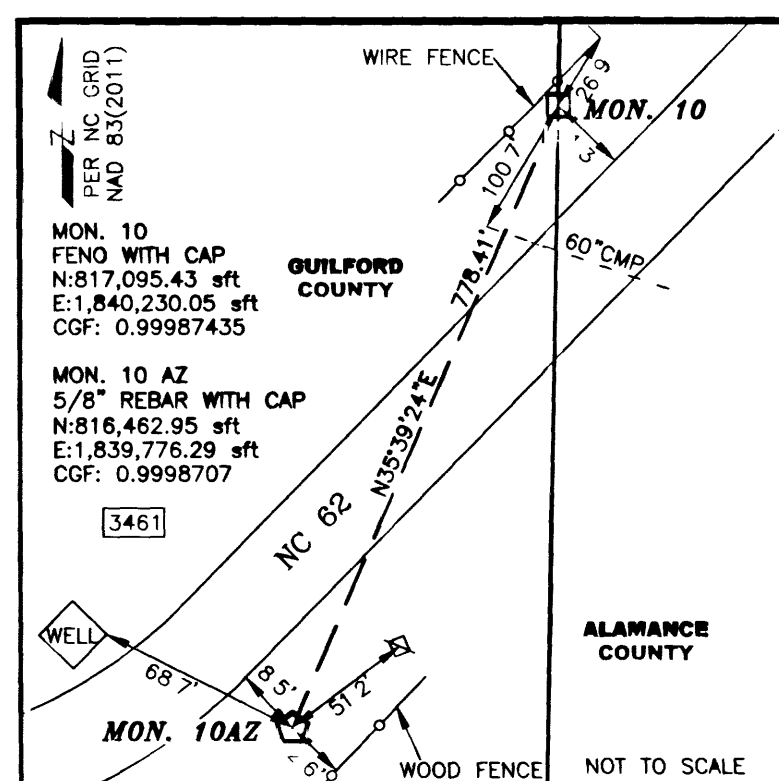 PER NC GRID
NAD 83(2011)
WIRE FENCE
26 9
MON. 10
100 7'
MON. 10
FENO WITH CAP
N:817,095.43 sft
E:1,840,230.05 sft
CGF: 0.99987435
GUILFORD
COUNTY
778.41'
60"CMP
MON. 10 AZ
5/8" REBAR WITH CAP
N:816,462.95 sft
E:1,839,776.29 sft
CGF: 0.9998707
N35°39'24"E
3461
NC 62
WELL
ALAMANCE
COUNTY
68 7'
8 5'
51 2'
MON. 10AZ
WOOD FENCE
NOT TO SCALE